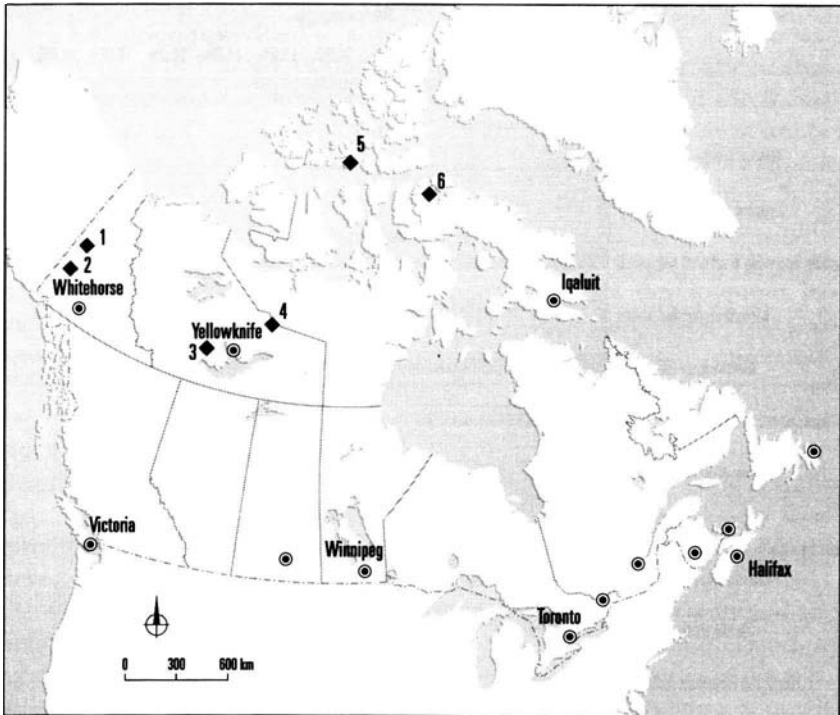 5
6
1
2
Whitehorse
Iqaluit
4
Yellowknife
3
Victoria
Winnipeg
Halifax
Toronto
0 300 600 km